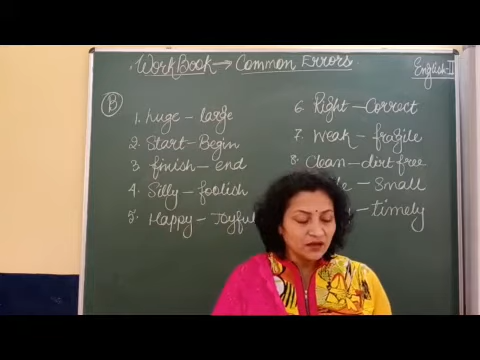 WorkBook → Common Errors
English-II
B
1. huge – large
2. Start – Begin
3. finish – end
4. Silly – foolish
5. Happy – Joyful
6. Right – Correct
7. Weak – fragile
8. Clean – dirt free
– Small
– timely